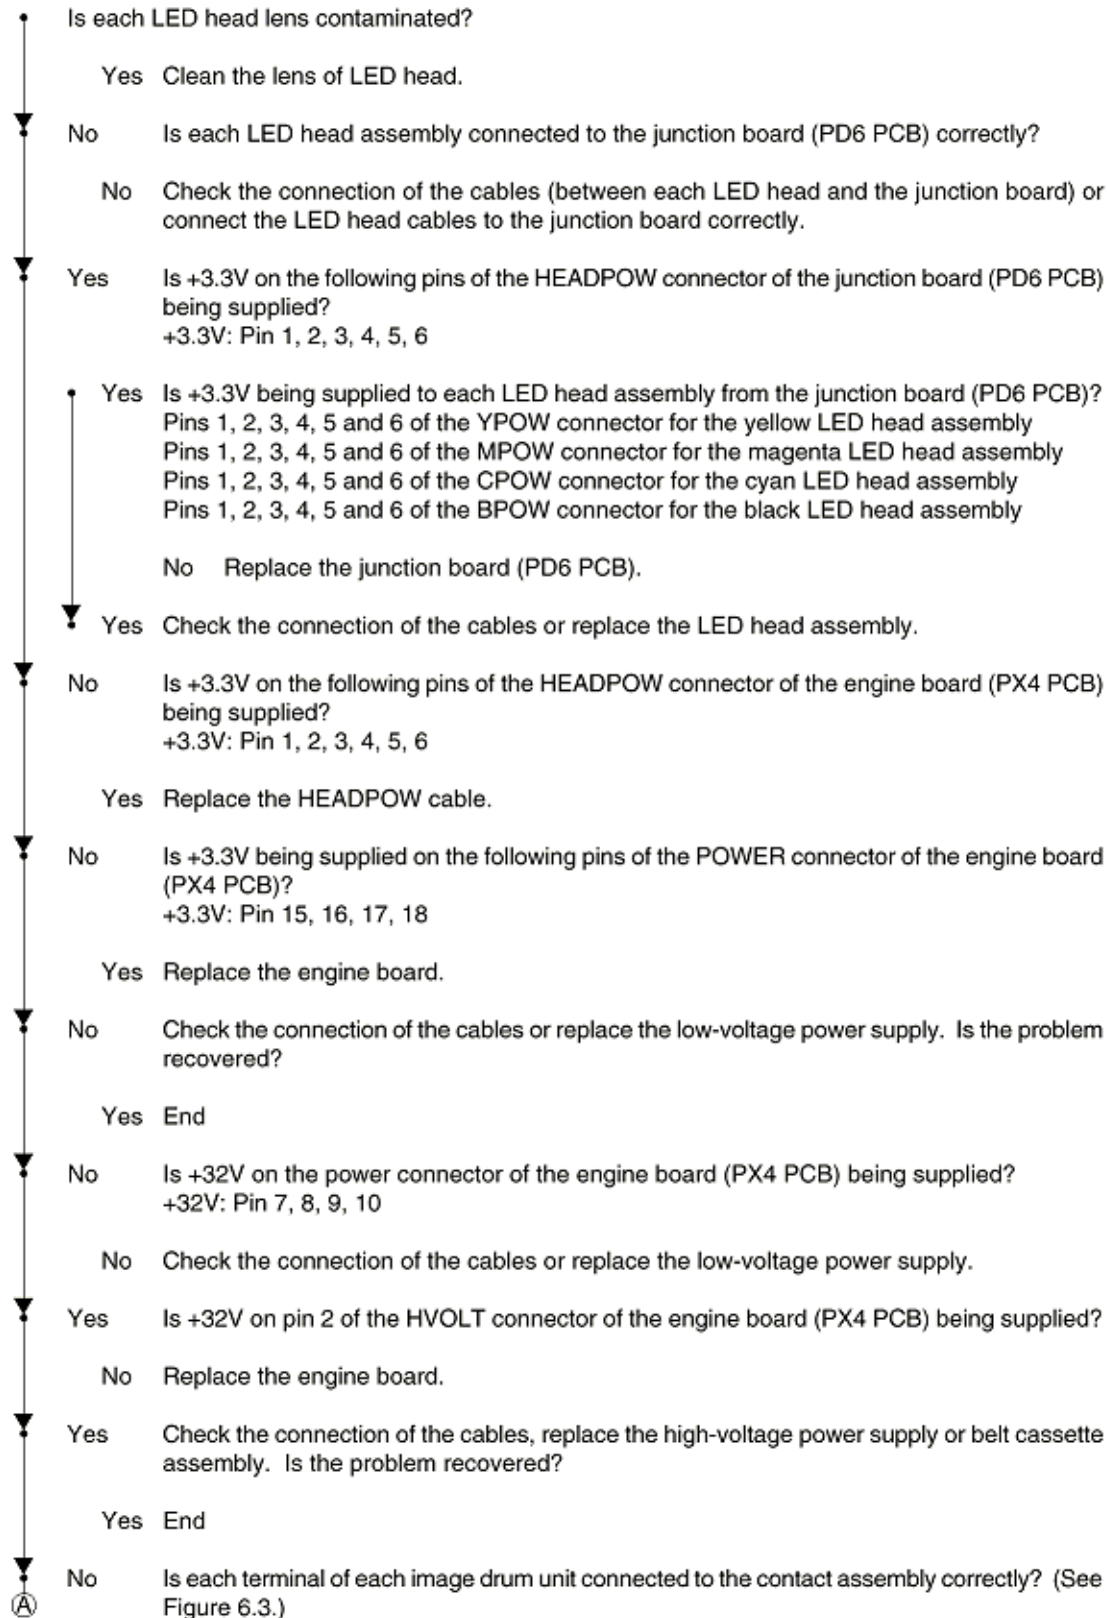 Is each LED head lens contaminated?
Yes Clean the lens of LED head.
No Is each LED head assembly connected to the junction board (PD6 PCB) correctly?
No Check the connection of the cables (between each LED head and the junction board) or
connect the LED head cables to the junction board correctly.
Yes Is +3.3V on the following pins of the HEADPOW connector of the junction board (PD6 PCB)
being supplied?
+3.3V: Pin 1, 2, 3, 4, 5, 6
Yes Is +3.3V being supplied to each LED head assembly from the junction board (PD6 PCB)?
Pins 1, 2, 3, 4, 5 and 6 of the YPOW connector for the yellow LED head assembly
Pins 1, 2, 3, 4, 5 and 6 of the MPOW connector for the magenta LED head assembly
Pins 1, 2, 3, 4, 5 and 6 of the CPOW connector for the cyan LED head assembly
Pins 1, 2, 3, 4, 5 and 6 of the BPOW connector for the black LED head assembly
No Replace the junction board (PD6 PCB).
Yes Check the connection of the cables or replace the LED head assembly.
No Is +3.3V on the following pins of the HEADPOW connector of the engine board (PX4 PCB)
being supplied?
+3.3V: Pin 1, 2, 3, 4, 5, 6
Yes Replace the HEADPOW cable.
No Is +3.3V being supplied on the following pins of the POWER connector of the engine board
(PX4 PCB)?
+3.3V: Pin 15, 16, 17, 18
Yes Replace the engine board.
No Check the connection of the cables or replace the low-voltage power supply. Is the problem
recovered?
Yes End
No Is +32V on the power connector of the engine board (PX4 PCB) being supplied?
+32V: Pin 7, 8, 9, 10
No Check the connection of the cables or replace the low-voltage power supply.
Yes Is +32V on pin 2 of the HVOLT connector of the engine board (PX4 PCB) being supplied?
No Replace the engine board.
Yes Check the connection of the cables, replace the high-voltage power supply or belt cassette
assembly. Is the problem recovered?
Yes End
No Is each terminal of each image drum unit connected to the contact assembly correctly? (See
Ⓐ Figure 6.3.)